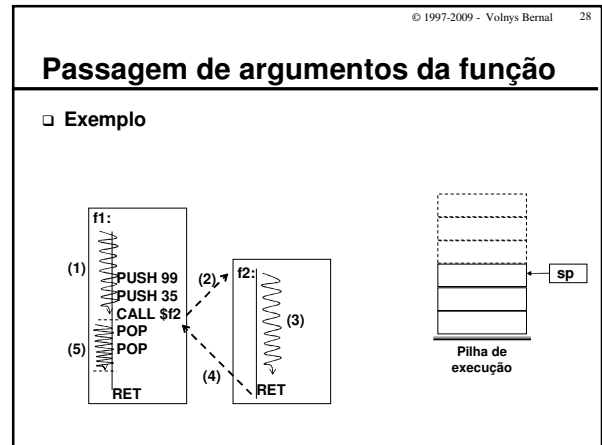 © 1997-2009 - Volnys Bernal 28
Passagem de argumentos da função
Exemplo
f1:
(1)
PUSH 99
PUSH 35
CALL $f2
POP
POP
(5)
RET
(2)
f2:
(3)
(4)
RET
sp
Pilha de
execução